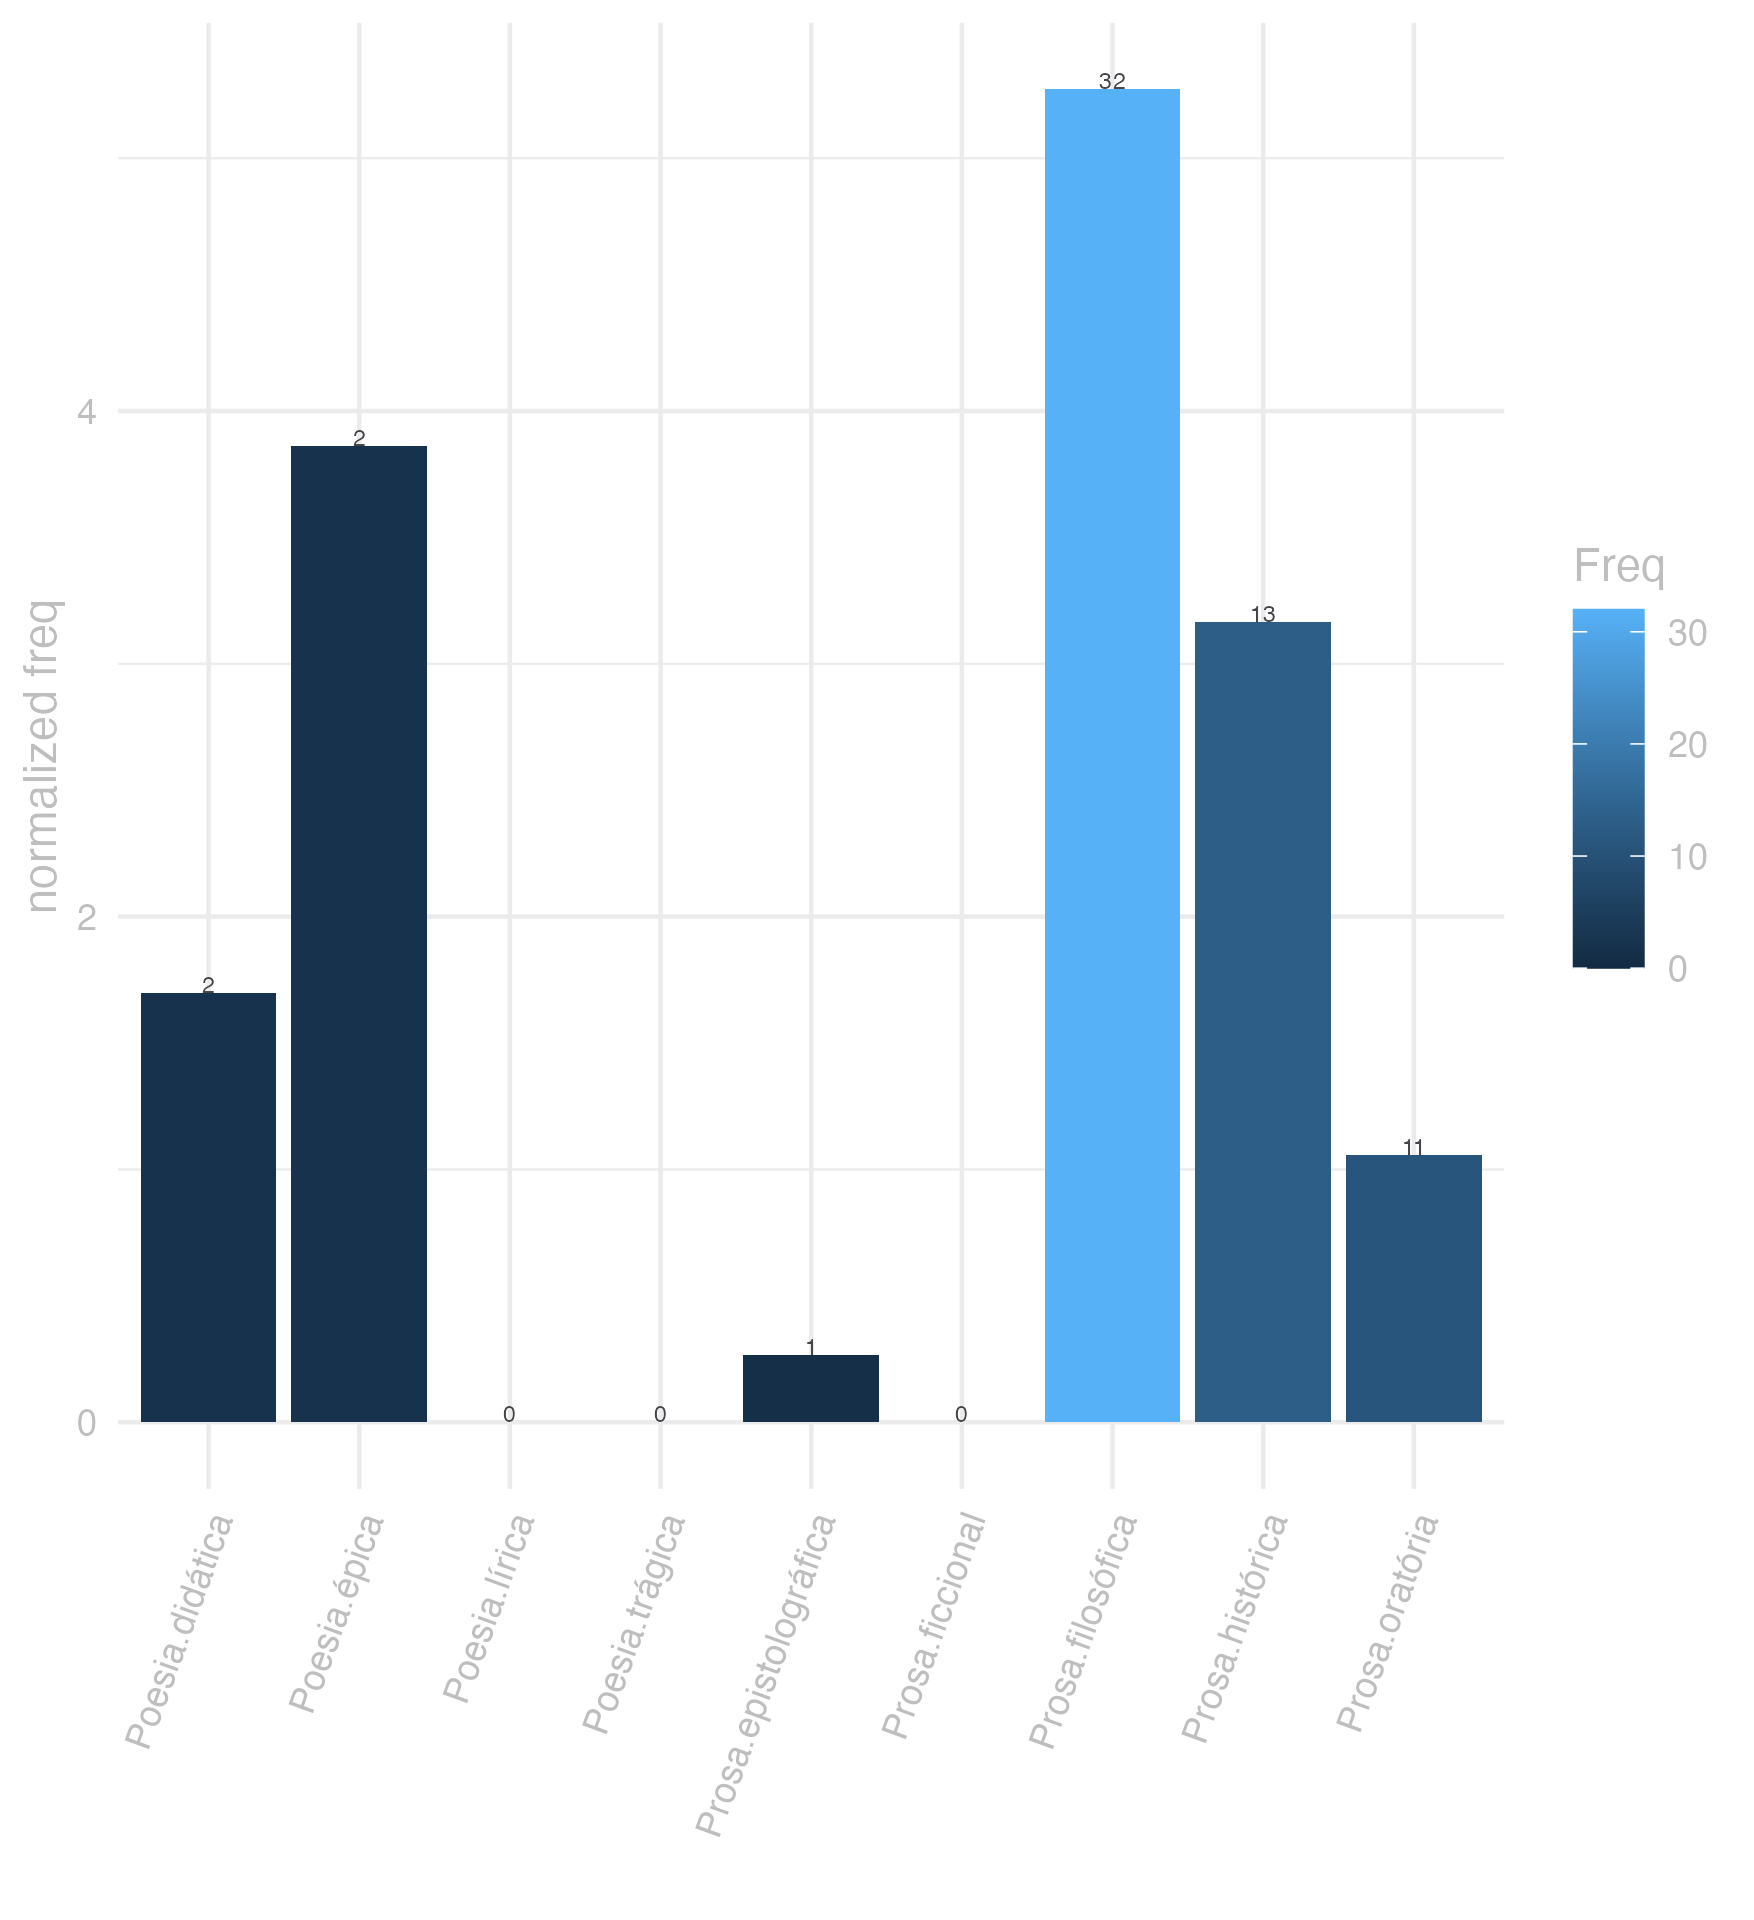 32
4
2
13
normalized freq
Freq
30
20
10
0
2
2
11
1
0
0
0
0
Poesia.didática
Poesia.épica
Poesia.lírica
Poesia.trágica
Prosa.epistolográfica
Prosa.ficcional
Prosa.filosófica
Prosa.histórica
Prosa.oratória